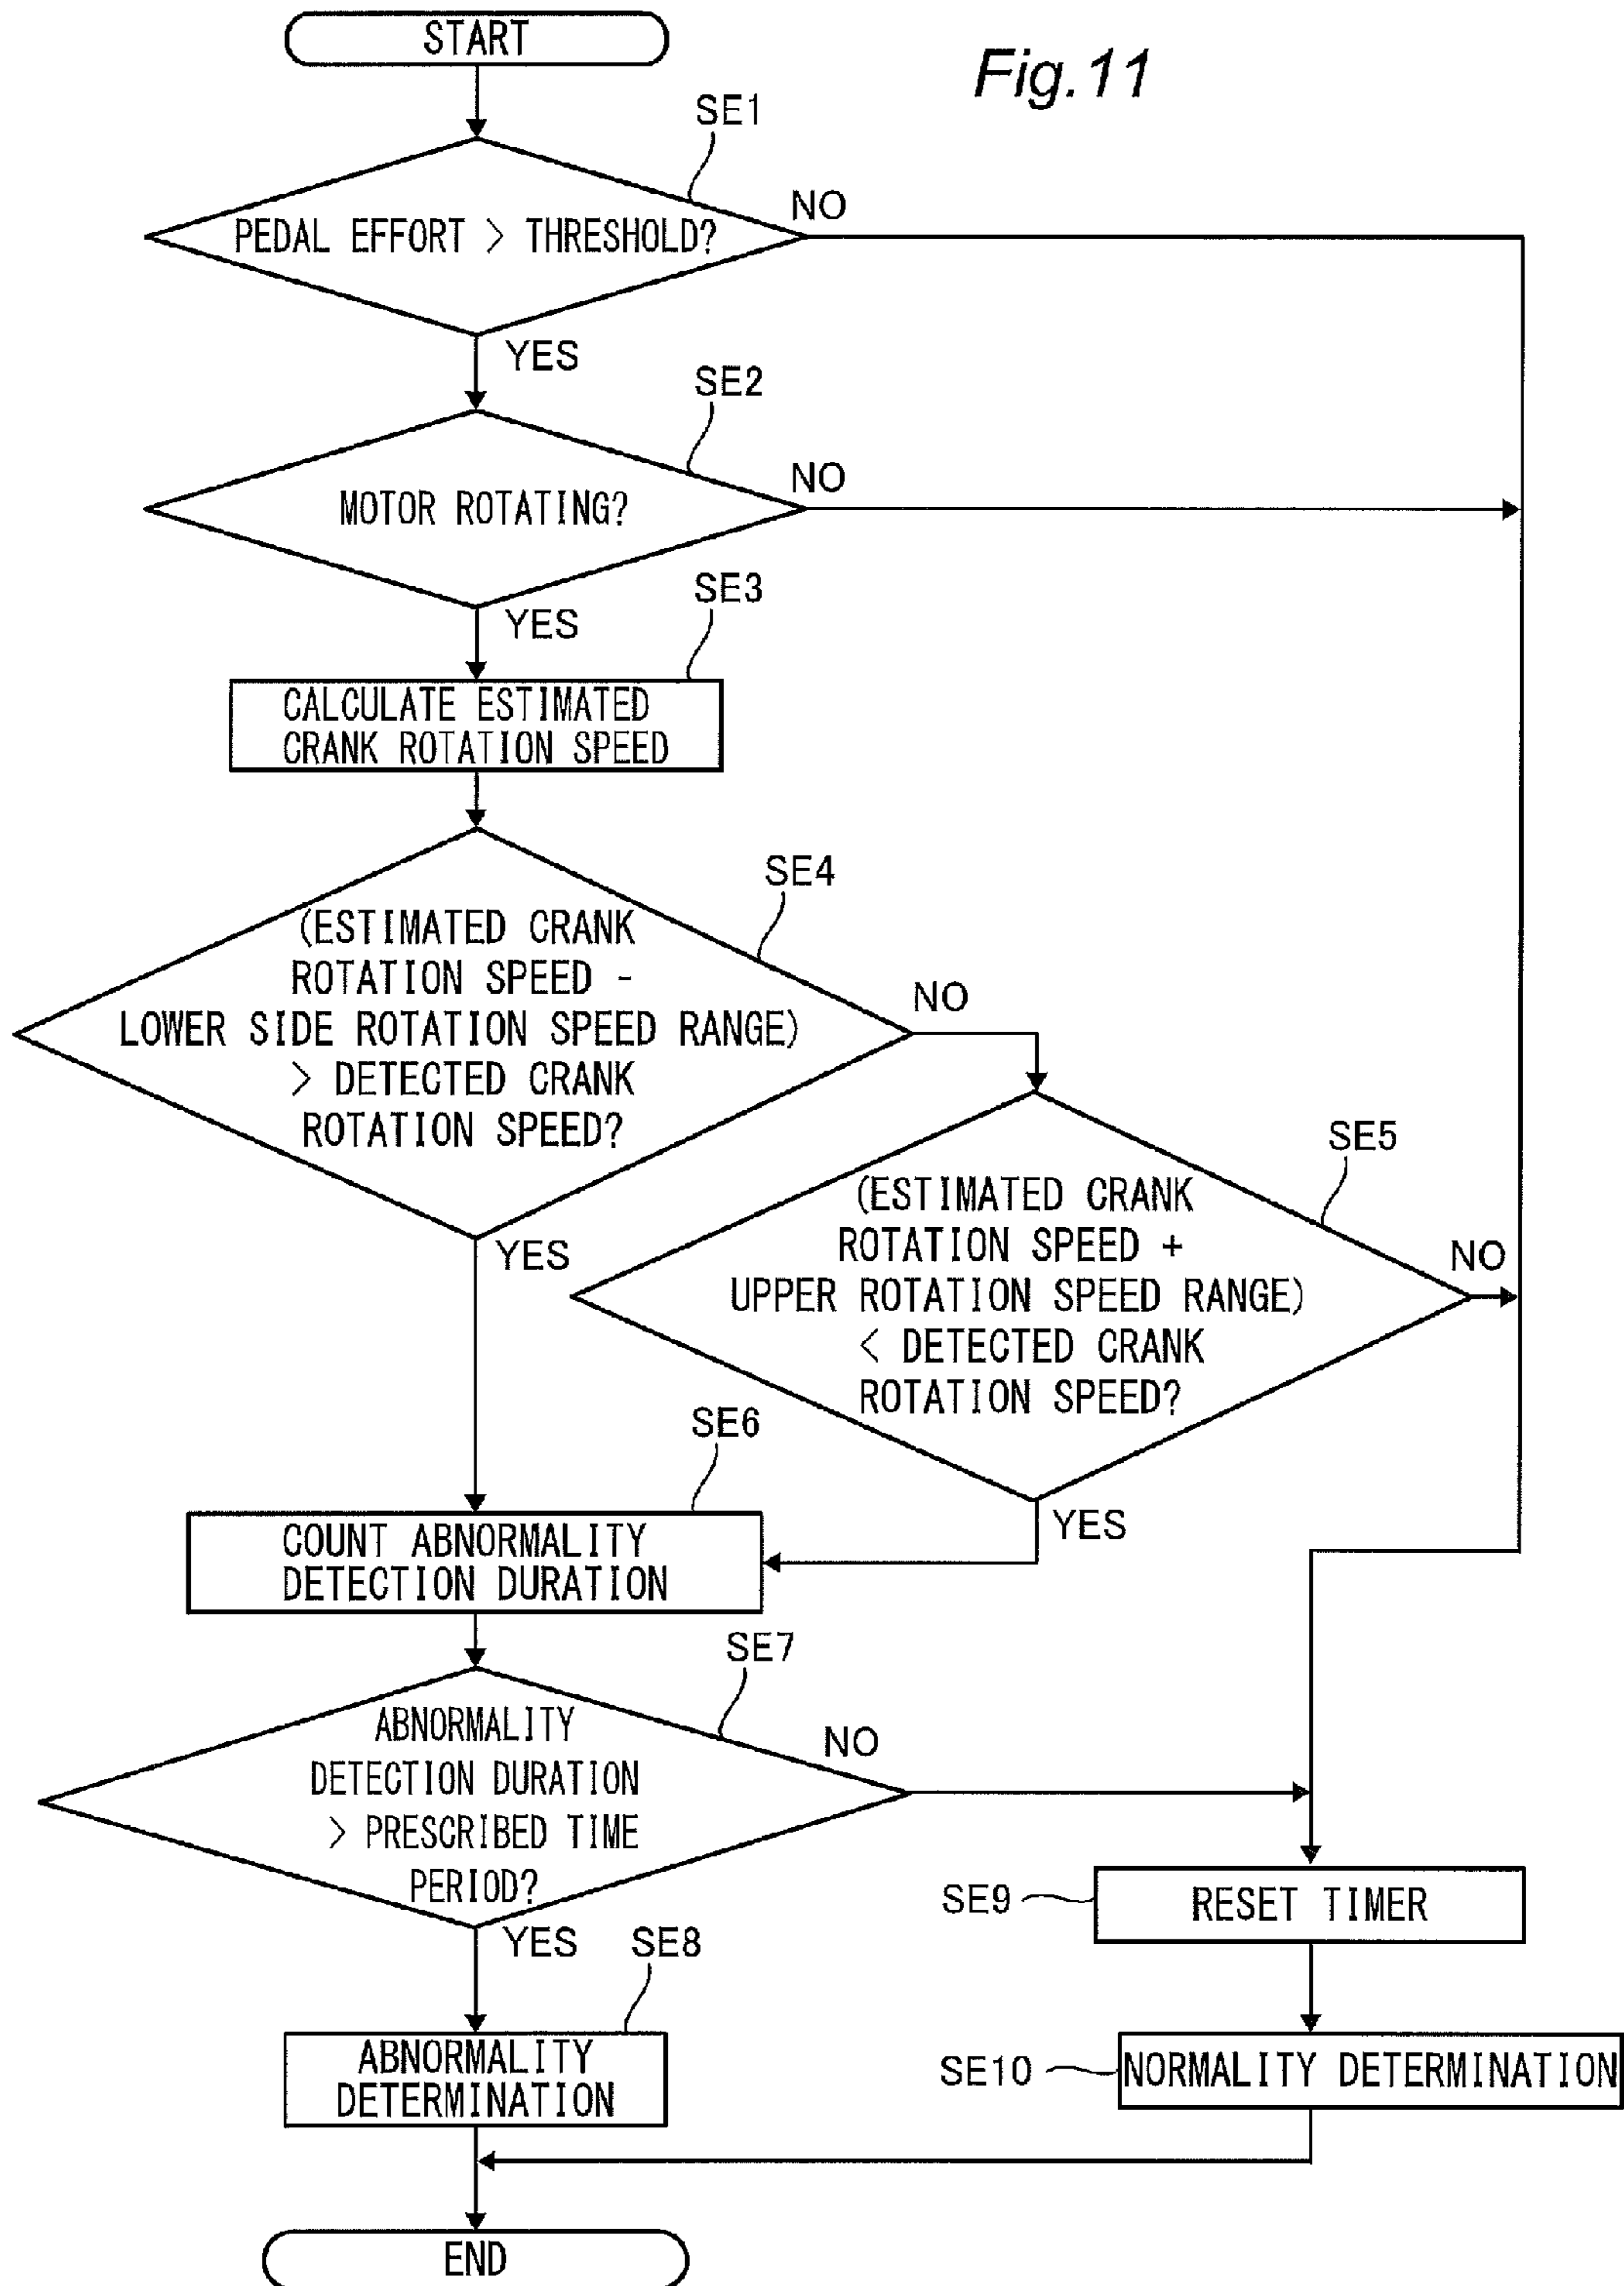 START
Fig.11
SE1
PEDAL EFFORT > THRESHOLD?
NO
YES
SE2
MOTOR ROTATING?
NO
YES
SE3
CALCULATE ESTIMATED
CRANK ROTATION SPEED
SE4
(ESTIMATED CRANK
ROTATION SPEED -
LOWER SIDE ROTATION SPEED RANGE)
> DETECTED CRANK
ROTATION SPEED?
NO
YES
SE5
(ESTIMATED CRANK
ROTATION SPEED +
UPPER ROTATION SPEED RANGE)
< DETECTED CRANK
ROTATION SPEED?
NO
YES
SE6
COUNT ABNORMALITY
DETECTION DURATION
SE7
ABNORMALITY
DETECTION DURATION
> PRESCRIBED TIME
PERIOD?
NO
YES
SE8
ABNORMALITY
DETERMINATION
SE9
RESET TIMER
SE10
NORMALITY DETERMINATION
END